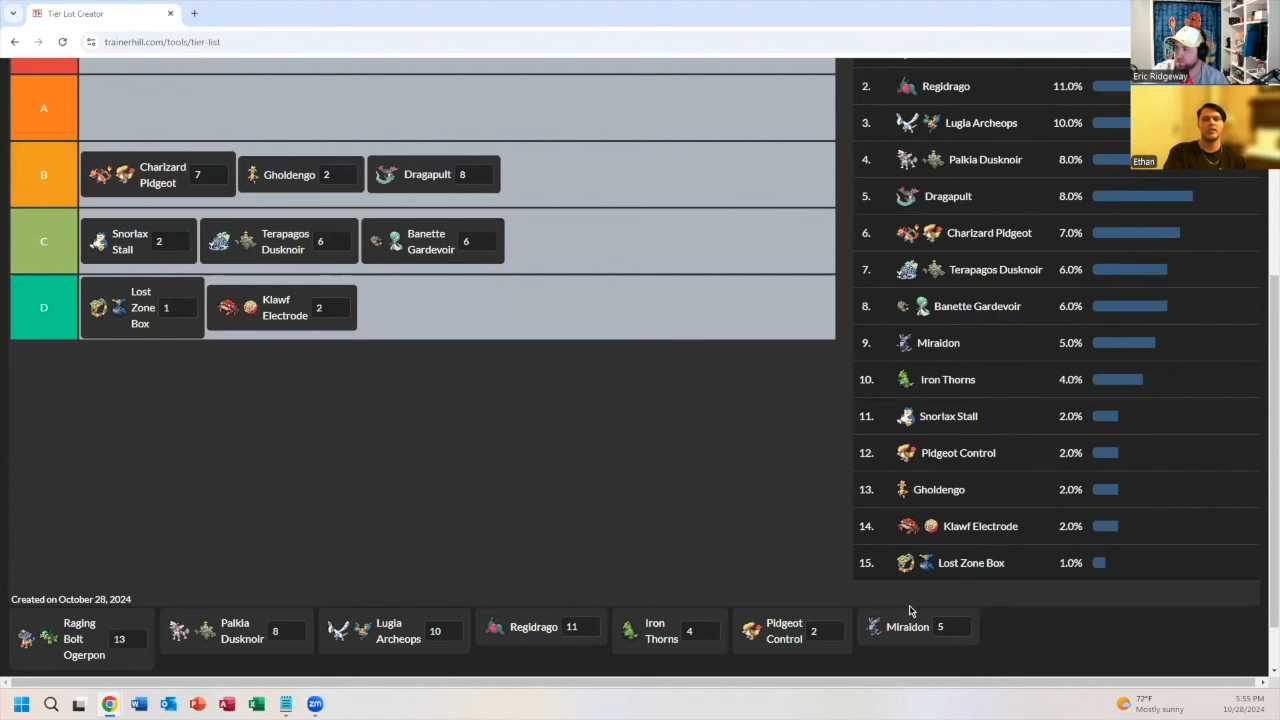 Tier List Creator
trainerhill.com/tools/tier-list
Eric Ridgeway
Ethan
A
B
Charizard Pidgeot 7
Gholdengo 2
Dragapult 8
C
Snorlax Stall 2
Terapagos Dusknoir 6
Banette Gardevoir 6
D
Lost Zone Box 1
Klawf Electrode 2
2. Regidrago 11.0%
3. Lugia Archeops 10.0%
4. Palkia Dusknoir 8.0%
5. Dragapult 8.0%
6. Charizard Pidgeot 7.0%
7. Terapagos Dusknoir 6.0%
8. Banette Gardevoir 6.0%
9. Miraidon 5.0%
10. Iron Thorns 4.0%
11. Snorlax Stall 2.0%
12. Pidgeot Control 2.0%
13. Gholdengo 2.0%
14. Klawf Electrode 2.0%
15. Lost Zone Box 1.0%
Created on October 28, 2024
Raging Bolt Ogerpon 13
Palkia Dusknoir 8
Lugia Archeops 10
Regidrago 11
Iron Thorns 4
Pidgeot Control 2
Miraidon 5
72°F
Mostly sunny
5:55 PM
10/28/2024